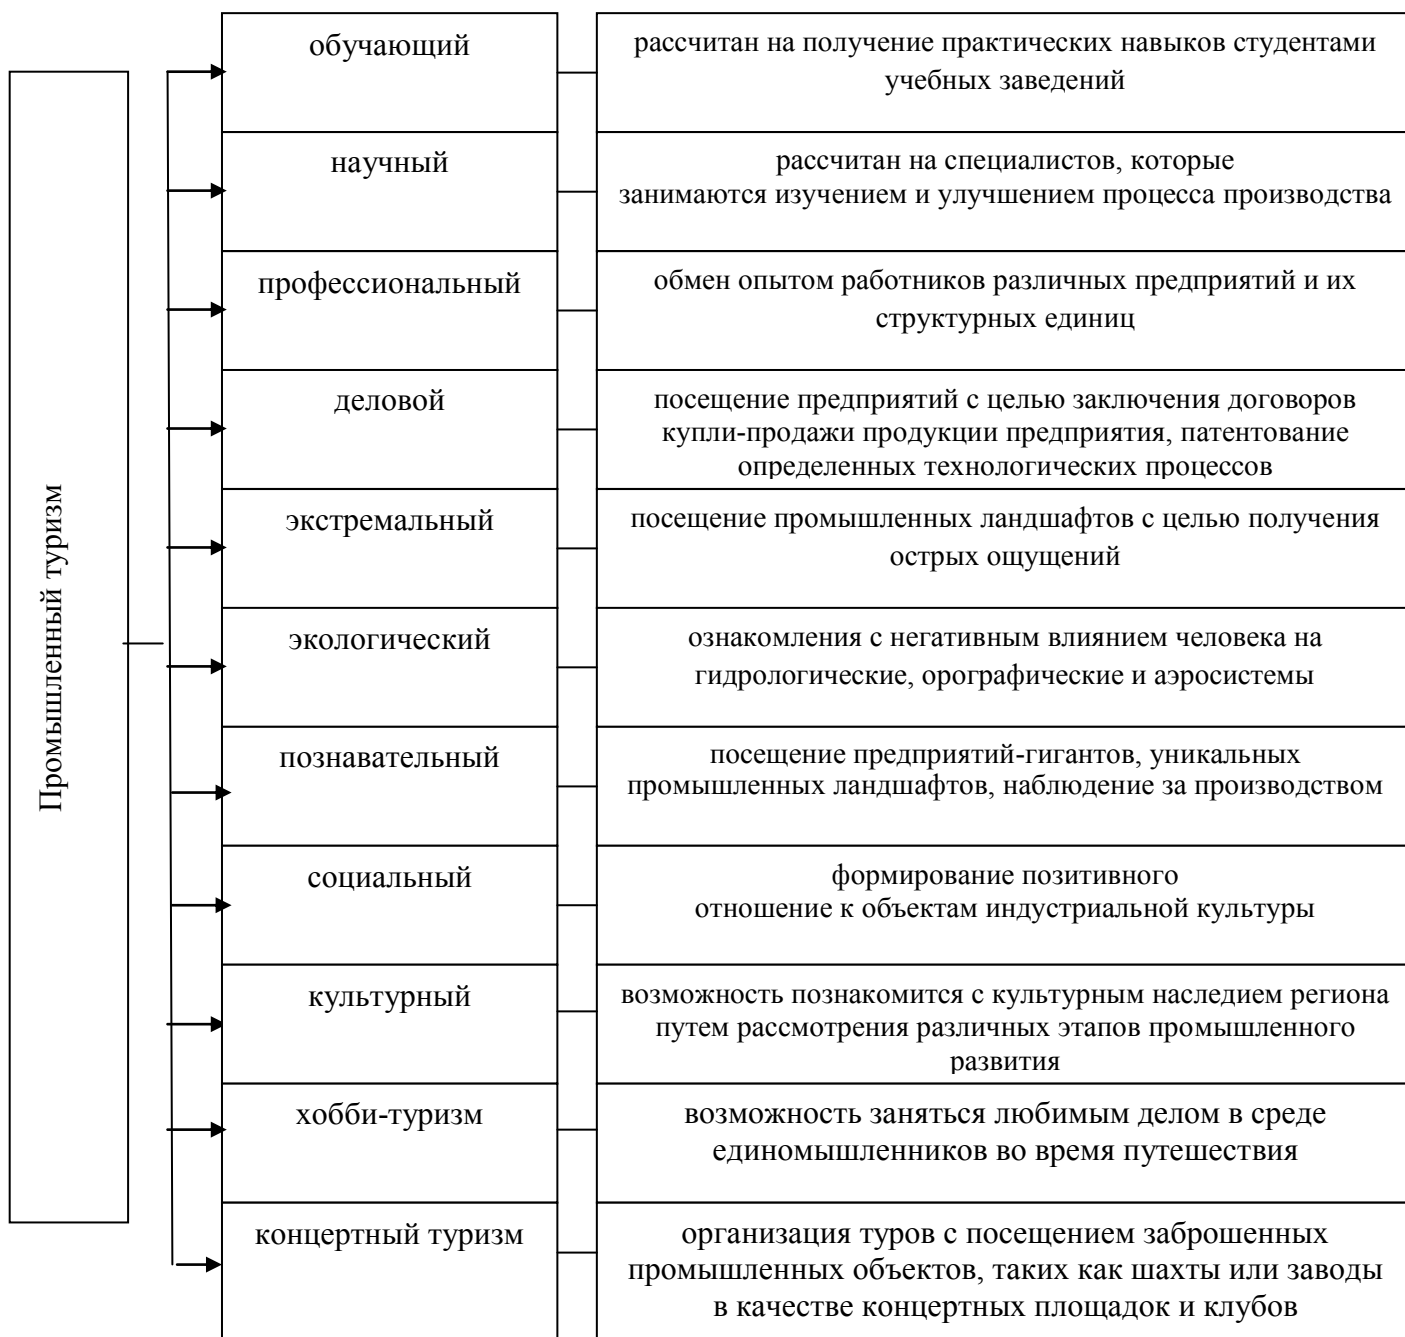 Промышленный туризм
обучающий
рассчитан на получение практических навыков студентами
учебных заведений
научный
рассчитан на специалистов, которые
занимаются изучением и улучшением процесса производства
профессиональный
обмен опытом работников различных предприятий и их
структурных единиц
деловой
посещение предприятий с целью заключения договоров
купли-продажи продукции предприятия, патентование
определенных технологических процессов
экстремальный
посещение промышленных ландшафтов с целью получения
острых ощущений
экологический
ознакомления с негативным влиянием человека на
гидрологические, орографические и аэросистемы
познавательный
посещение предприятий-гигантов, уникальных
промышленных ландшафтов, наблюдение за производством
социальный
формирование позитивного
отношение к объектам индустриальной культуры
культурный
возможность познакомится с культурным наследием региона
путем рассмотрения различных этапов промышленного
развития
хобби-туризм
возможность заняться любимым делом в среде
единомышленников во время путешествия
концертный туризм
организация туров с посещением заброшенных
промышленных объектов, таких как шахты или заводы
в качестве концертных площадок и клубов